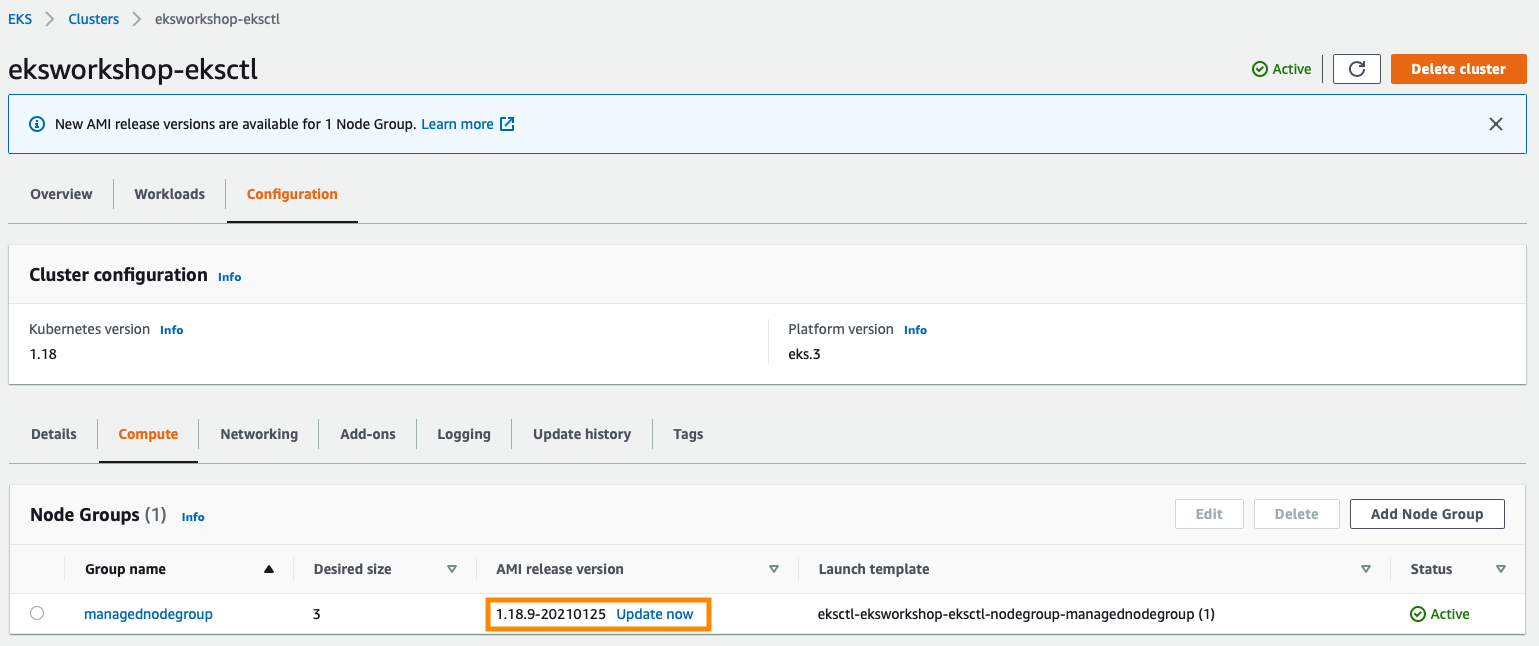 EKS > Clusters > eksworkshop-eksctl
eksworkshop-eksctl
Active Delete cluster
New AMI release versions are available for 1 Node Group. Learn more
Overview Workloads Configuration
Cluster configuration Info
Kubernetes version Info Platform version Info
1.18 eks.3
Details Compute Networking Add-ons Logging Update history Tags
Node Groups (1) Info Edit Delete Add Node Group
Group name Desired size AMI release version Launch template Status
managednodegroup 3 1.18.9-20210125 Update now eksctl-eksworkshop-eksctl-nodegroup-managednodegroup (1) Active